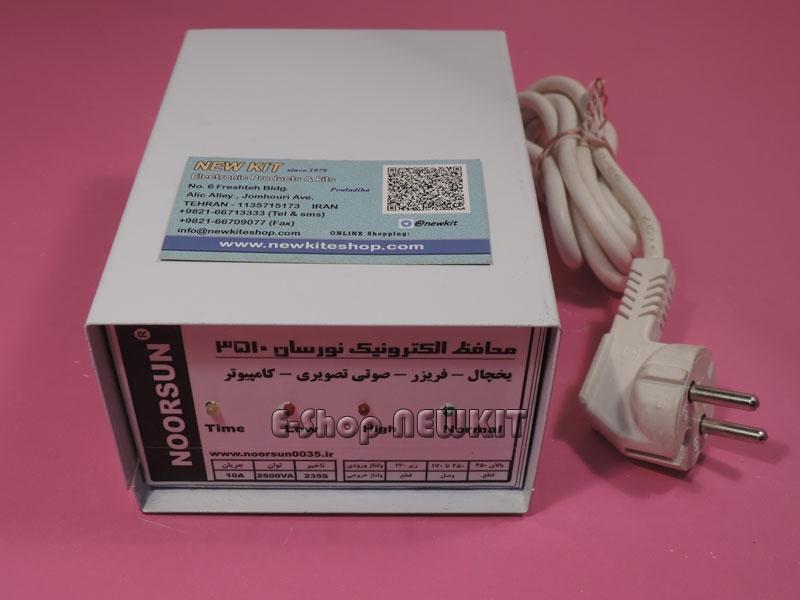 NEW KIT since 1979
Electronic Products & kits
No. 6 Freshteh Bldg. Pouladiha
Alic Alley , Jomhouri Ave.
TEHRAN - 1135715173 IRAN
+9821-66713333 (Tel & sms)
+9821-66709077 (Fax)
@newkit
info@newkiteshop.com ONLINE Shopping:
www.newkiteshop.com
NOORSUN ®
محافظ الکترونیک نورسان ۳۵۱۰
یخچال – فریزر – صوتی تصویری – کامپیوتر
E-Shop NEWKIT
Time Low High Normal
www.noorsun0035.ir
جریان توان تاخیر ولتاژ ورودی زیر ۱۷۰ ۲۵۰ تا ۱۷۰ بالای ۲۵۰
10A 2500VA 235S ولتاژ خروجی قطع وصل قطع